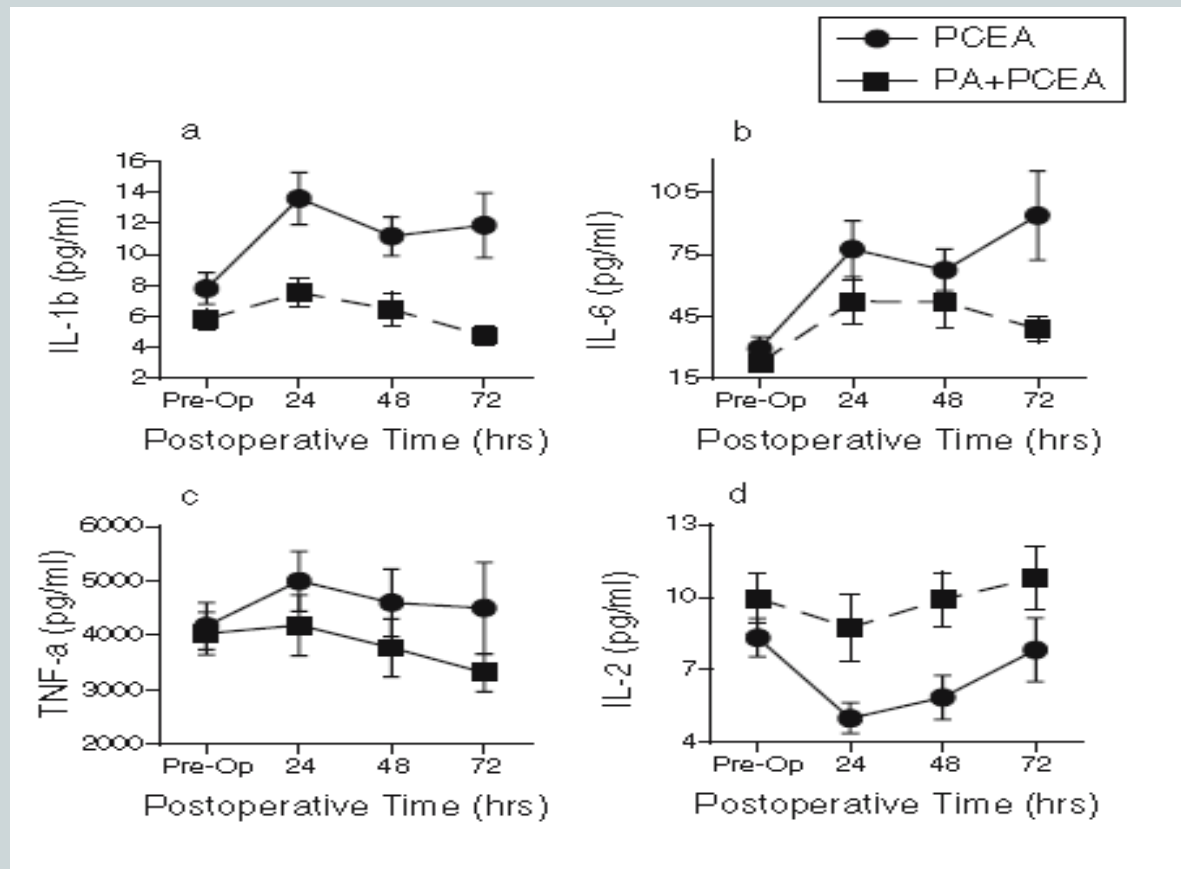 PCEA
PA+PCEA
a
IL-1b (pg/ml)
16
14
12
10
8
6
4
2
Pre-Op 24 48 72
Postoperative Time (hrs)
b
IL-6 (pg/ml)
105
75
45
15
Pre-Op 24 48 72
Postoperative Time (hrs)
c
TNF-a (pg/ml)
6000
5000
4000
3000
2000
Pre-Op 24 48 72
Postoperative Time (hrs)
d
IL-2 (pg/ml)
13
10
7
4
Pre-Op 24 48 72
Postoperative Time (hrs)